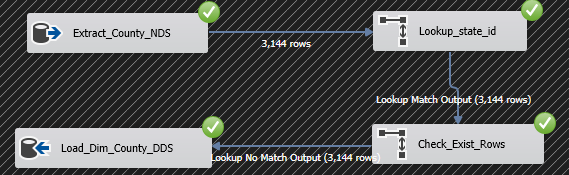 Extract_County_NDS
3,144 rows
Lookup_state_id
Lookup Match Output (3,144 rows)
Check_Exist_Rows
Lookup No Match Output (3,144 rows)
Load_Dim_County_DDS